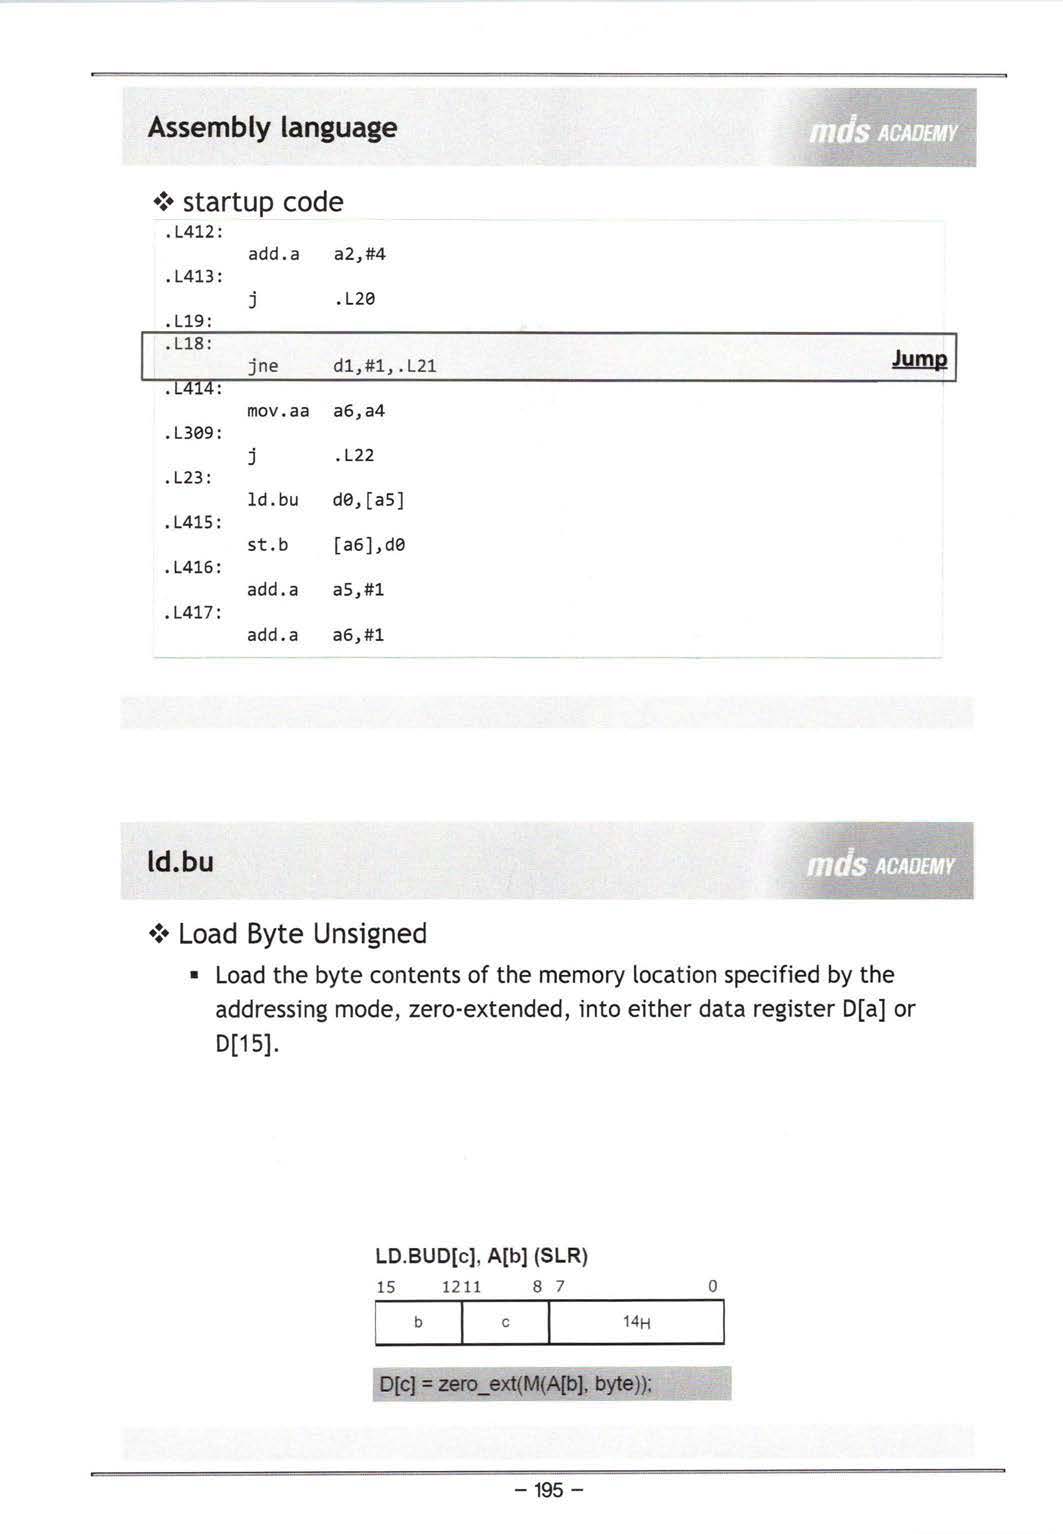 Assembly language
mds ACADEMY
❖ startup code
.L412:
add.a a2,#4
.L413:
j .L20
.L19:
.L18:
jne d1,#1,.L21
Jump
.L414:
mov.aa a6,a4
.L309:
j .L22
.L23:
ld.bu d0,[a5]
.L415:
st.b [a6],d0
.L416:
add.a a5,#1
.L417:
add.a a6,#1
ld.bu
mds ACADEMY
❖ Load Byte Unsigned
▪ Load the byte contents of the memory location specified by the
addressing mode, zero-extended, into either data register D[a] or
D[15].
LD.BUD[c], A[b] (SLR)
15 1211 8 7 0
b c 14H
D[c] = zero_ext(M(A[b], byte));
– 195 –